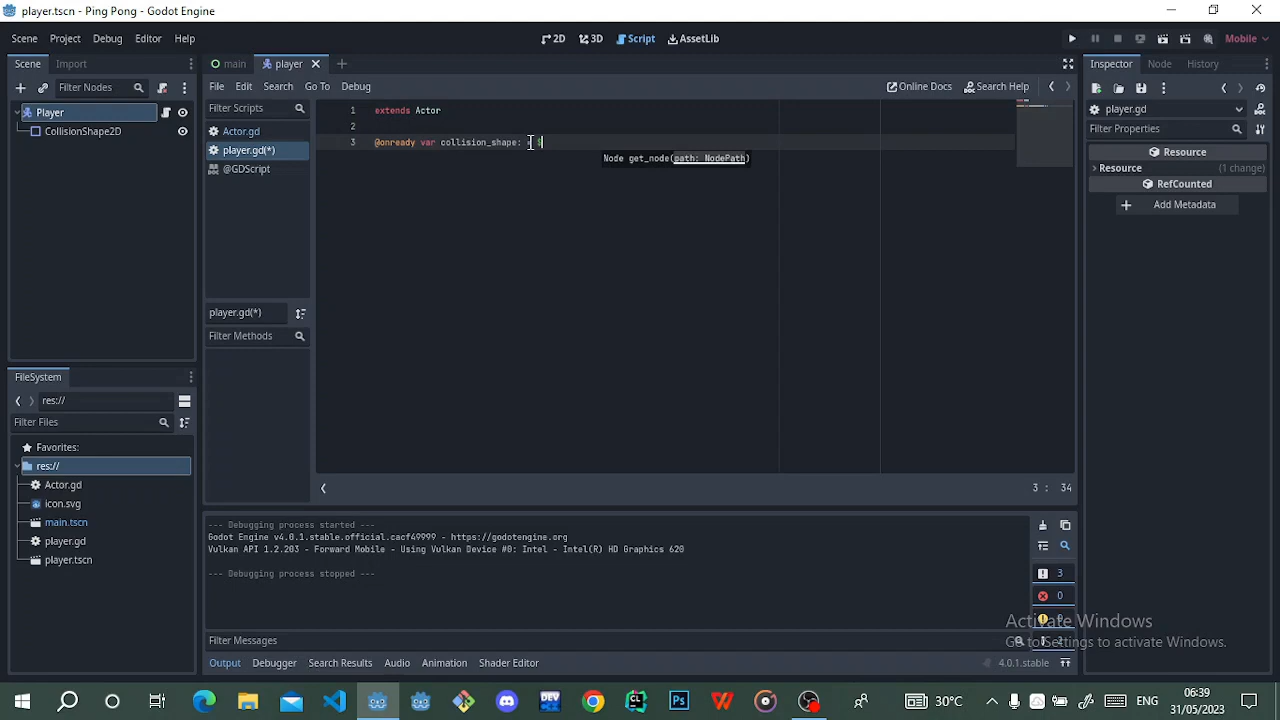 player.tscn - Ping Pong - Godot Engine
Scene Project Debug Editor Help
2D 3D Script AssetLib
Mobile
Scene Import
main player
Inspector Node History
Filter Nodes
File Edit Search Go To Debug
Online Docs Search Help
Player
CollisionShape2D
Filter Scripts
Actor.gd
player.gd(*)
@GDScript
player.gd(*)
Filter Methods
1 extends Actor
2
3 @onready var collision_shape: = $
Node get_node(path: NodePath)
3 : 34
player.gd
Filter Properties
Resource
Resource (1 change)
RefCounted
Add Metadata
FileSystem
res://
Filter Files
Favorites:
res://
Actor.gd
icon.svg
main.tscn
player.gd
player.tscn
--- Debugging process started ---
Godot Engine v4.0.1.stable.official.cacf49999 - https://godotengine.org
Vulkan API 1.2.203 - Forward Mobile - Using Vulkan Device #0: Intel - Intel(R) HD Graphics 620
--- Debugging process stopped ---
3
0
Filter Messages
Output Debugger Search Results Audio Animation Shader Editor
4.0.1.stable
Activate Windows
Go to Settings to activate Windows.
30°C
ENG
06:39
31/05/2023